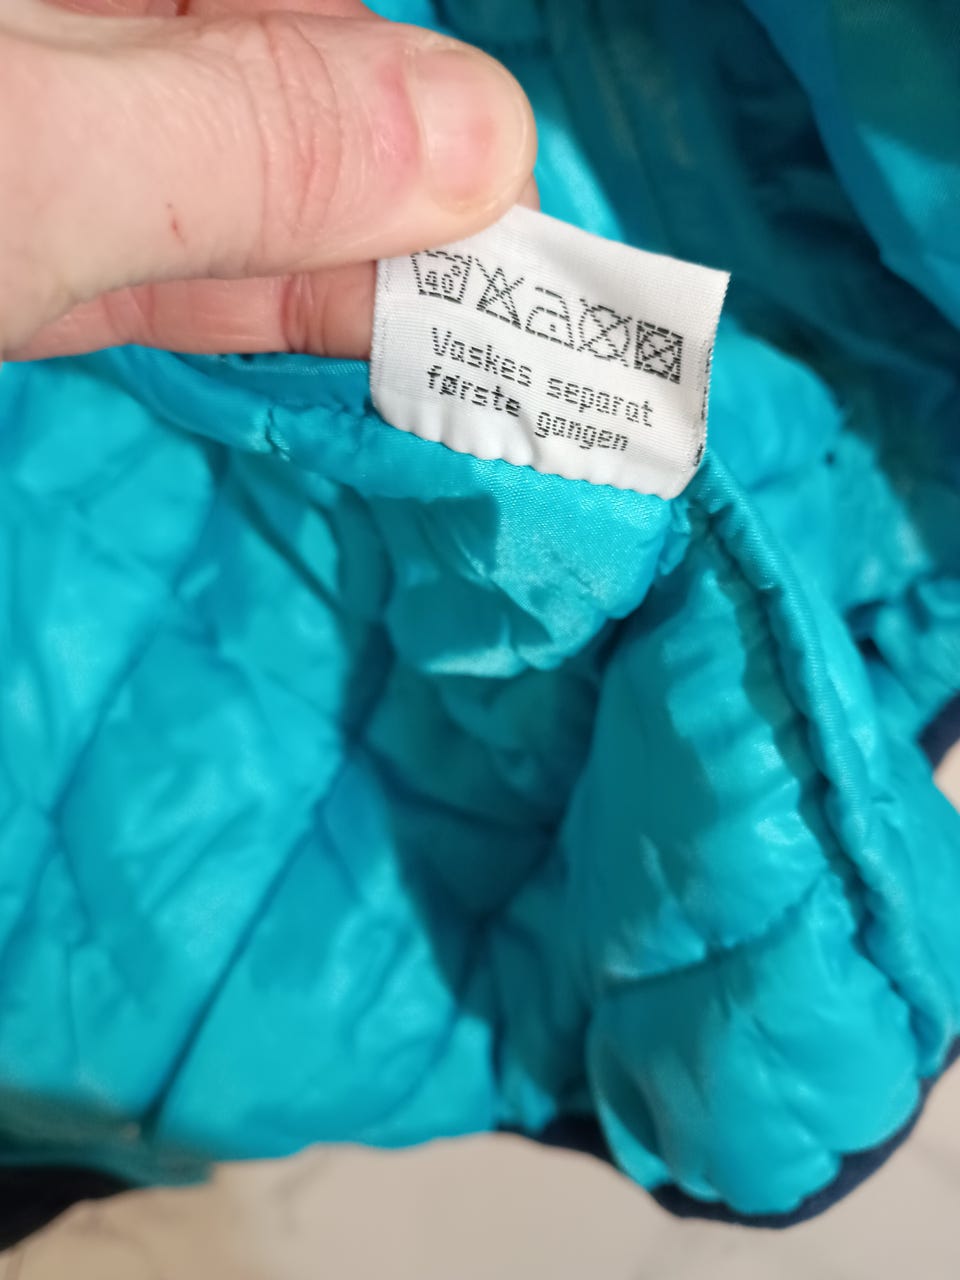 40°
Vaskes separat
første gangen